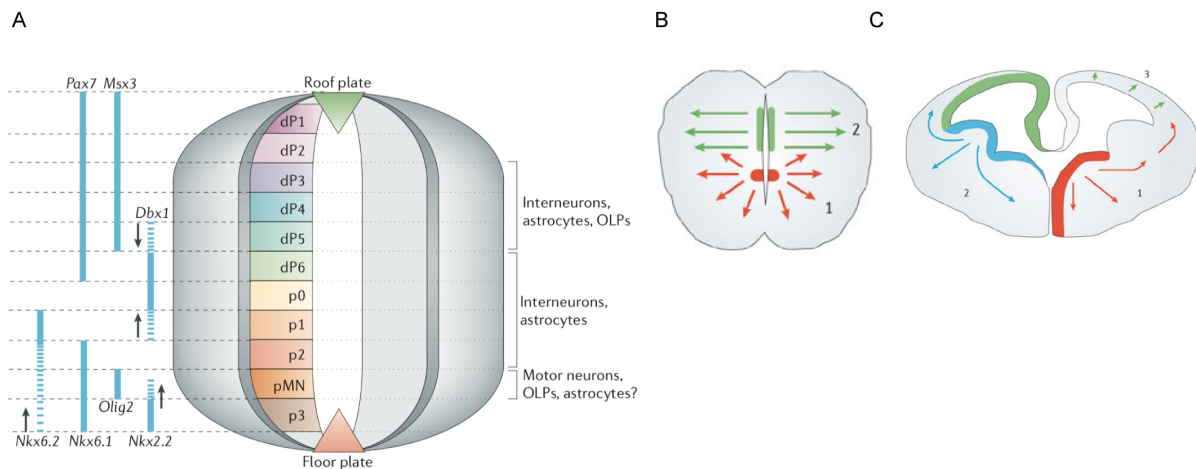 A
B
C
Pax7 Msx3
Roof plate
dP1
dP2
dP3
dP4
dP5
dP6
p0
p1
p2
pMN
p3
Floor plate
Dbx1
Olig2
Nkx6.2 Nkx6.1 Nkx2.2
Interneurons,
astrocytes, OLPs
Interneurons,
astrocytes
Motor neurons,
OLPs, astrocytes?
2
1
3
2
1